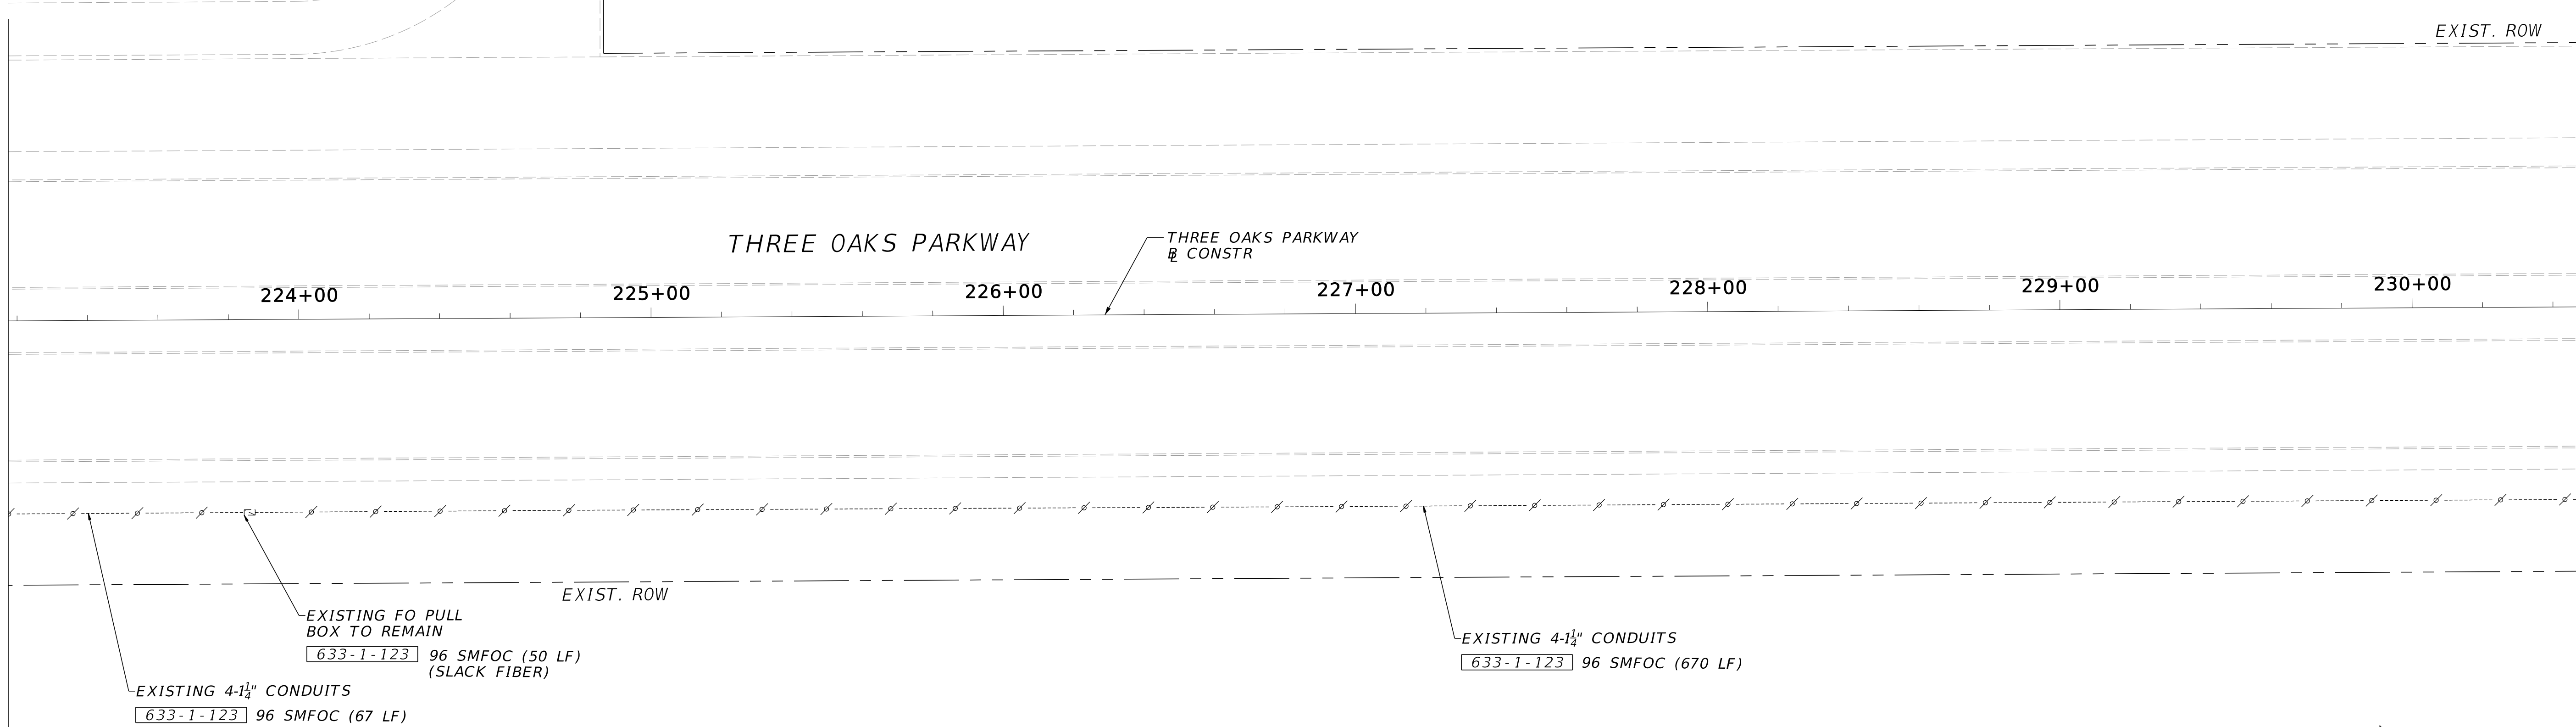 EXIST. ROW
THREE OAKS PARKWAY
THREE OAKS PARKWAY
BL CONSTR
224+00
225+00
226+00
227+00
228+00
229+00
230+00
EXIST. ROW
EXISTING FO PULL
BOX TO REMAIN
633-1-123 96 SMFOC (50 LF)
(SLACK FIBER)
EXISTING 4-1¼" CONDUITS
633-1-123 96 SMFOC (67 LF)
EXISTING 4-1¼" CONDUITS
633-1-123 96 SMFOC (670 LF)